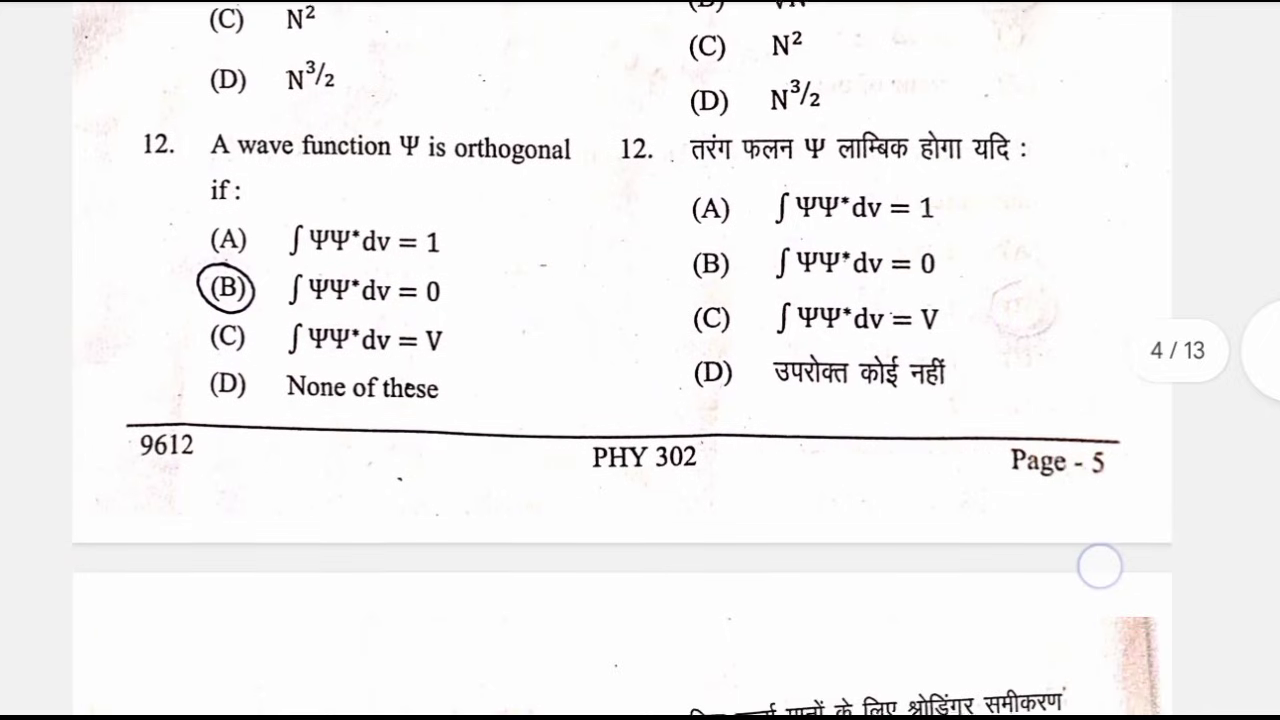 (C) N²
(D) N³/₂
12. A wave function Ψ is orthogonal
if :
(A) ∫ ΨΨ*dv = 1
(B) ∫ ΨΨ*dv = 0
(C) ∫ ΨΨ*dv = V
(D) None of these
(C) N²
(D) N³/₂
12. तरंग फलन Ψ लाम्बिक होगा यदि :
(A) ∫ ΨΨ*dv = 1
(B) ∫ ΨΨ*dv = 0
(C) ∫ ΨΨ*dv = V
(D) उपरोक्त कोई नहीं
4 / 13
9612 PHY 302 Page - 5
के लिए श्रोडिंगर समीकरण